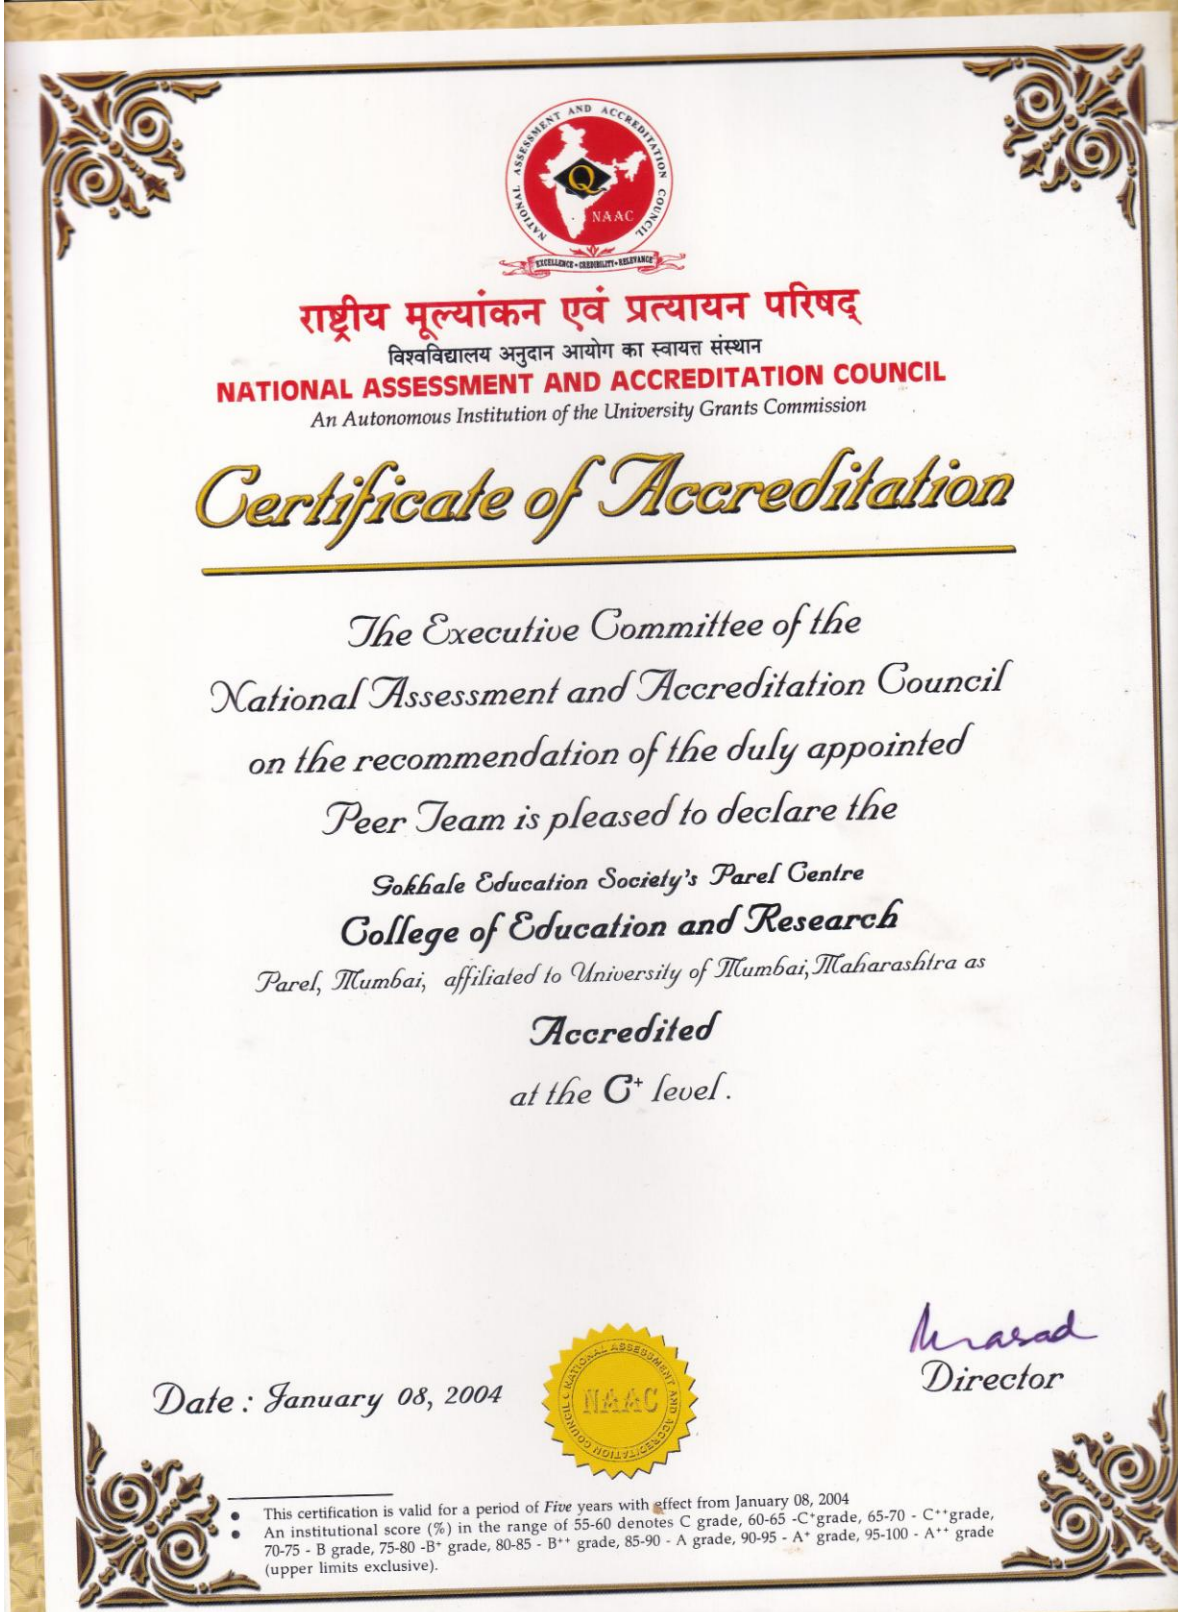 NATIONAL ASSESSMENT AND ACCREDITATION COUNCIL
Q
NAAC
EXCELLENCE • CREDIBILITY • RELEVANCE
राष्ट्रीय मूल्यांकन एवं प्रत्यायन परिषद्
विश्वविद्यालय अनुदान आयोग का स्वायत्त संस्थान
NATIONAL ASSESSMENT AND ACCREDITATION COUNCIL
An Autonomous Institution of the University Grants Commission
Certificate of Accreditation
The Executive Committee of the
National Assessment and Accreditation Council
on the recommendation of the duly appointed
Peer Team is pleased to declare the
Gokhale Education Society's Parel Centre
College of Education and Research
Parel, Mumbai, affiliated to University of Mumbai, Maharashtra as
Accredited
at the C⁺ level.
Director
Date : January 08, 2004
NATIONAL ASSESSMENT AND ACCREDITATION COUNCIL
NAAC
• This certification is valid for a period of Five years with effect from January 08, 2004
• An institutional score (%) in the range of 55-60 denotes C grade, 60-65 -C⁺grade, 65-70 - C⁺⁺grade,
70-75 - B grade, 75-80 -B⁺ grade, 80-85 - B⁺⁺ grade, 85-90 - A grade, 90-95 - A⁺ grade, 95-100 - A⁺⁺ grade
(upper limits exclusive).